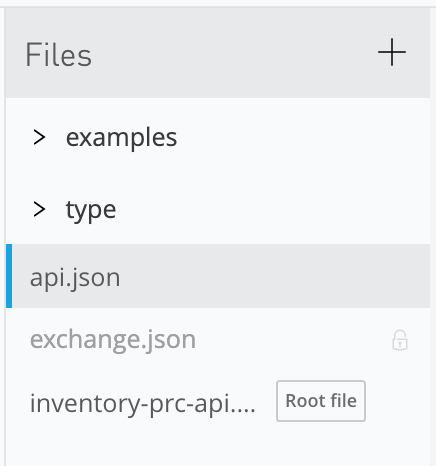 Files
examples
type
api.json
exchange.json
inventory-prc-api.... Root file